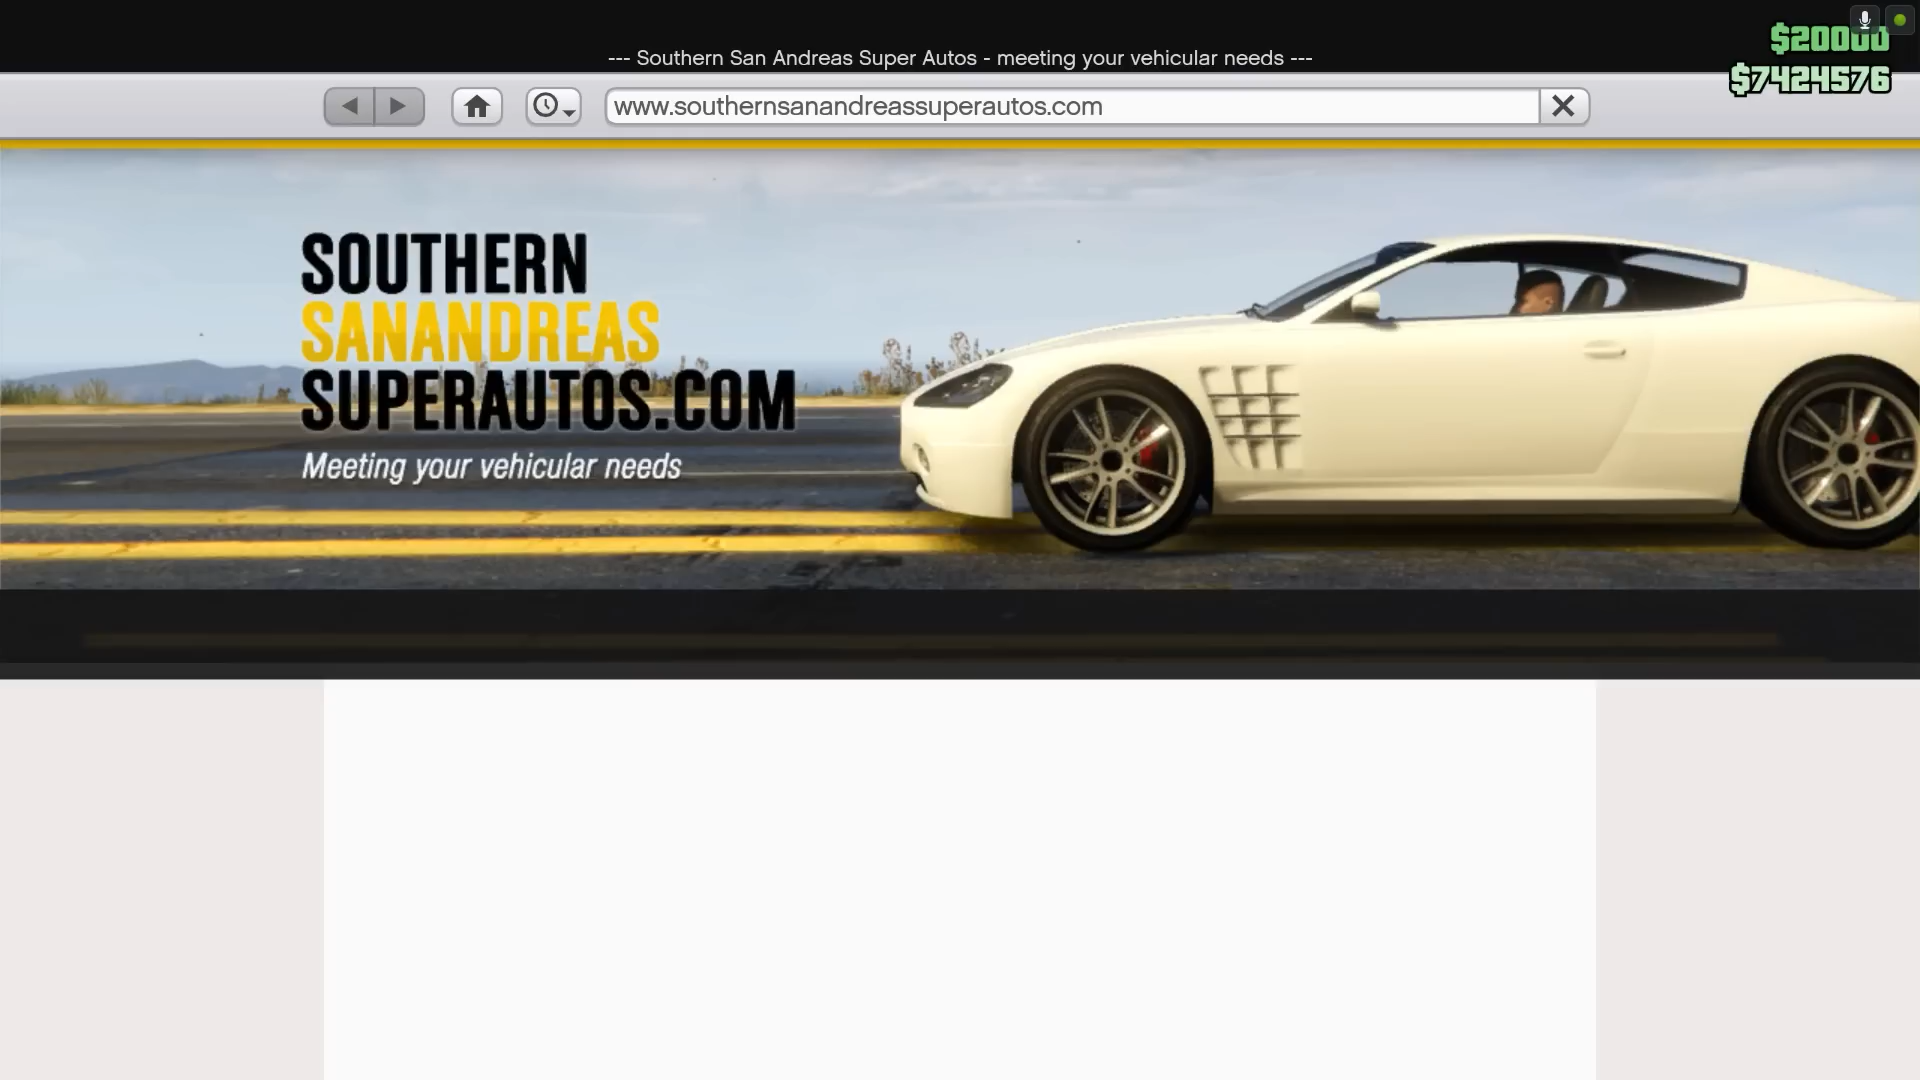 $20000
--- Southern San Andreas Super Autos - meeting your vehicular needs ---
$7424576
www.southernsanandreassuperautos.com
SOUTHERN
SANANDREAS
SUPERAUTOS.COM
Meeting your vehicular needs